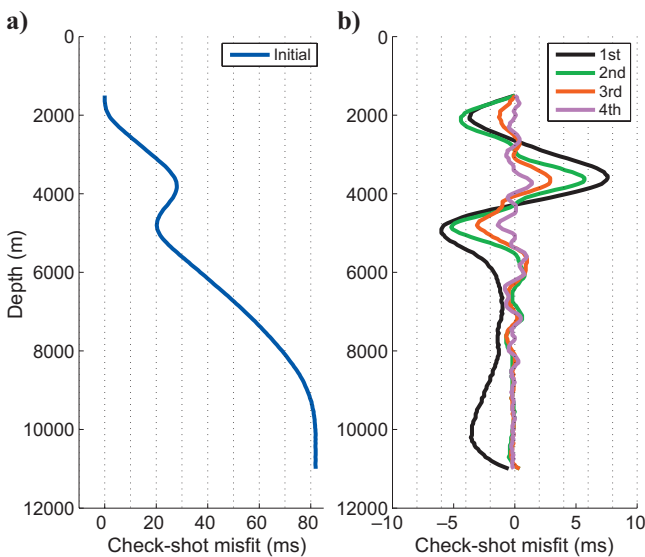 a)
0
2000
4000
6000
8000
10000
12000
Depth (m)
0 20 40 60 80
Check-shot misfit (ms)
Initial
b)
0
2000
4000
6000
8000
10000
12000
−10 −5 0 5 10
Check-shot misfit (ms)
1st
2nd
3rd
4th